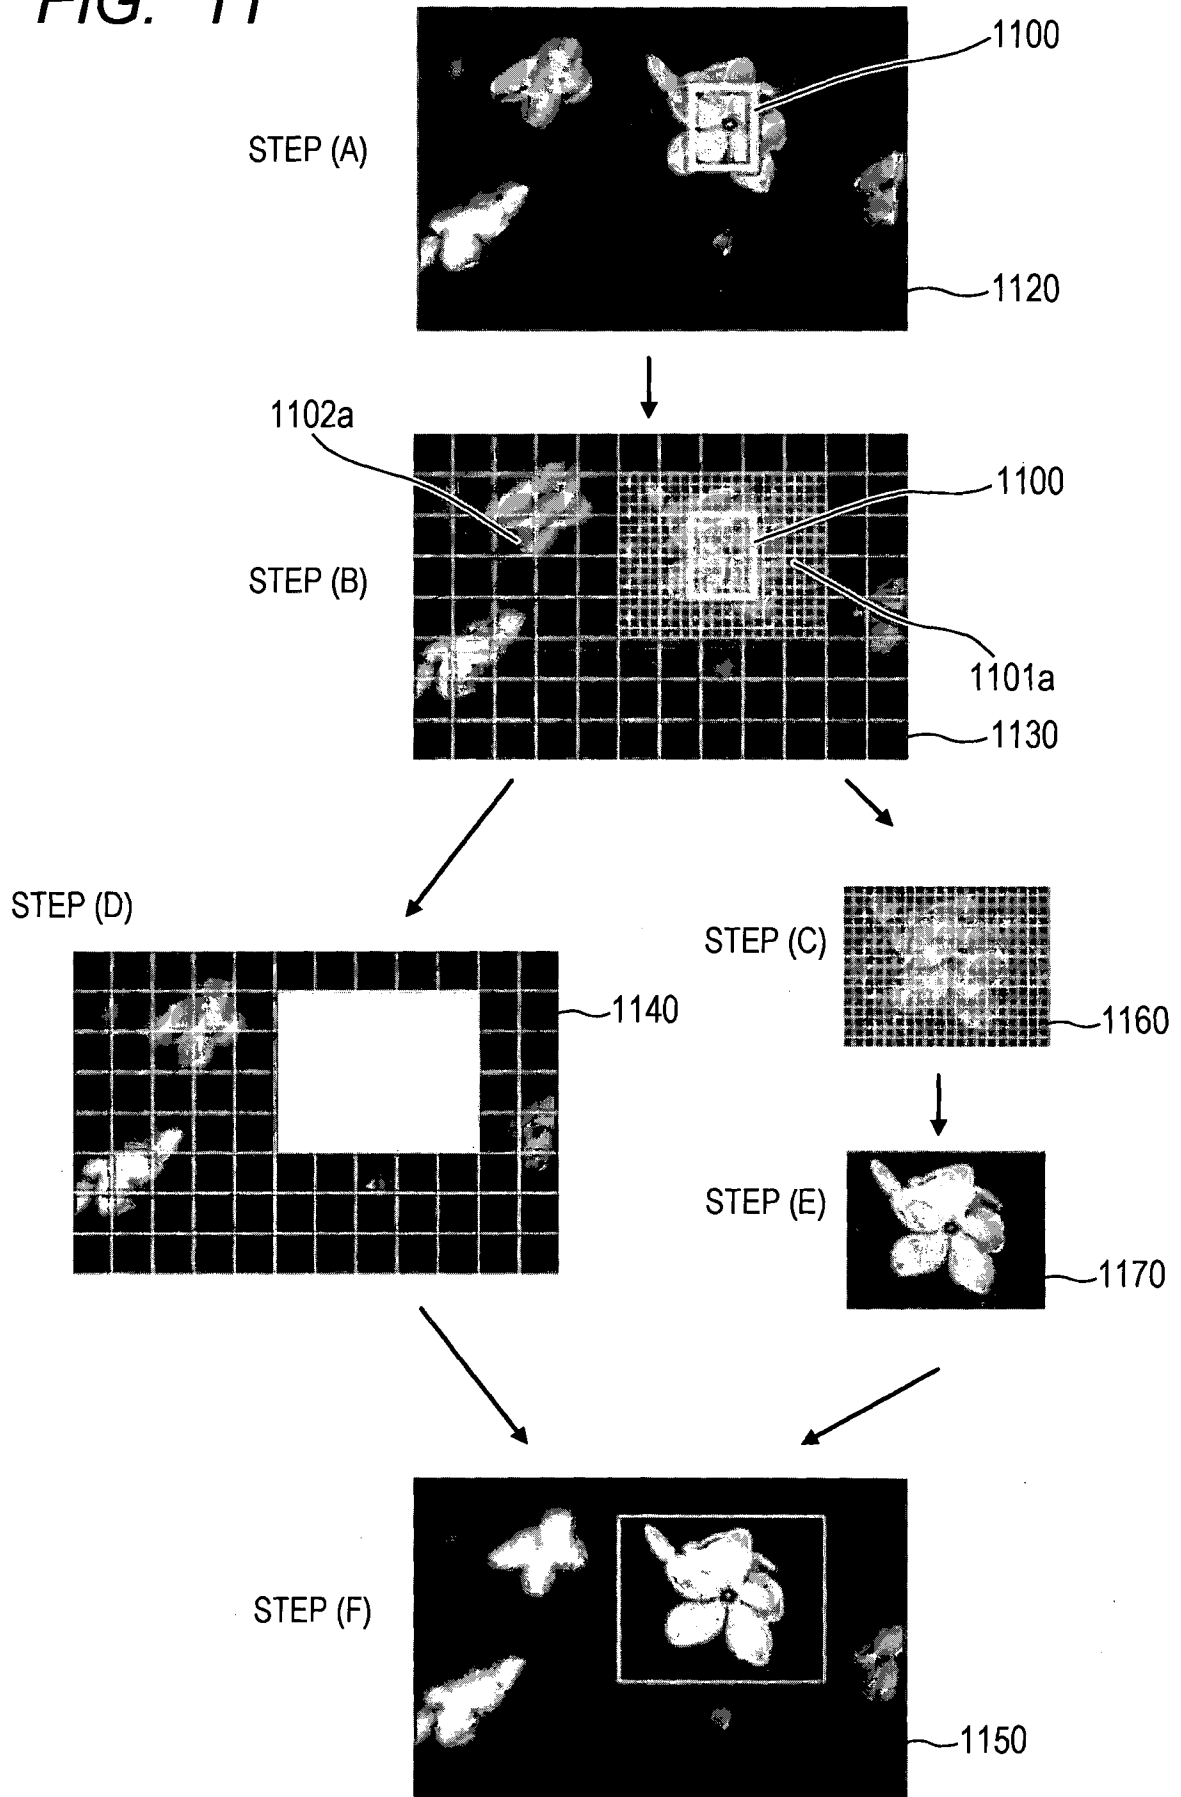 FIG. 11
1100
STEP (A)
1120
1102a
1100
STEP (B)
1101a
1130
STEP (D)
STEP (C)
1140
1160
STEP (E)
1170
STEP (F)
1150